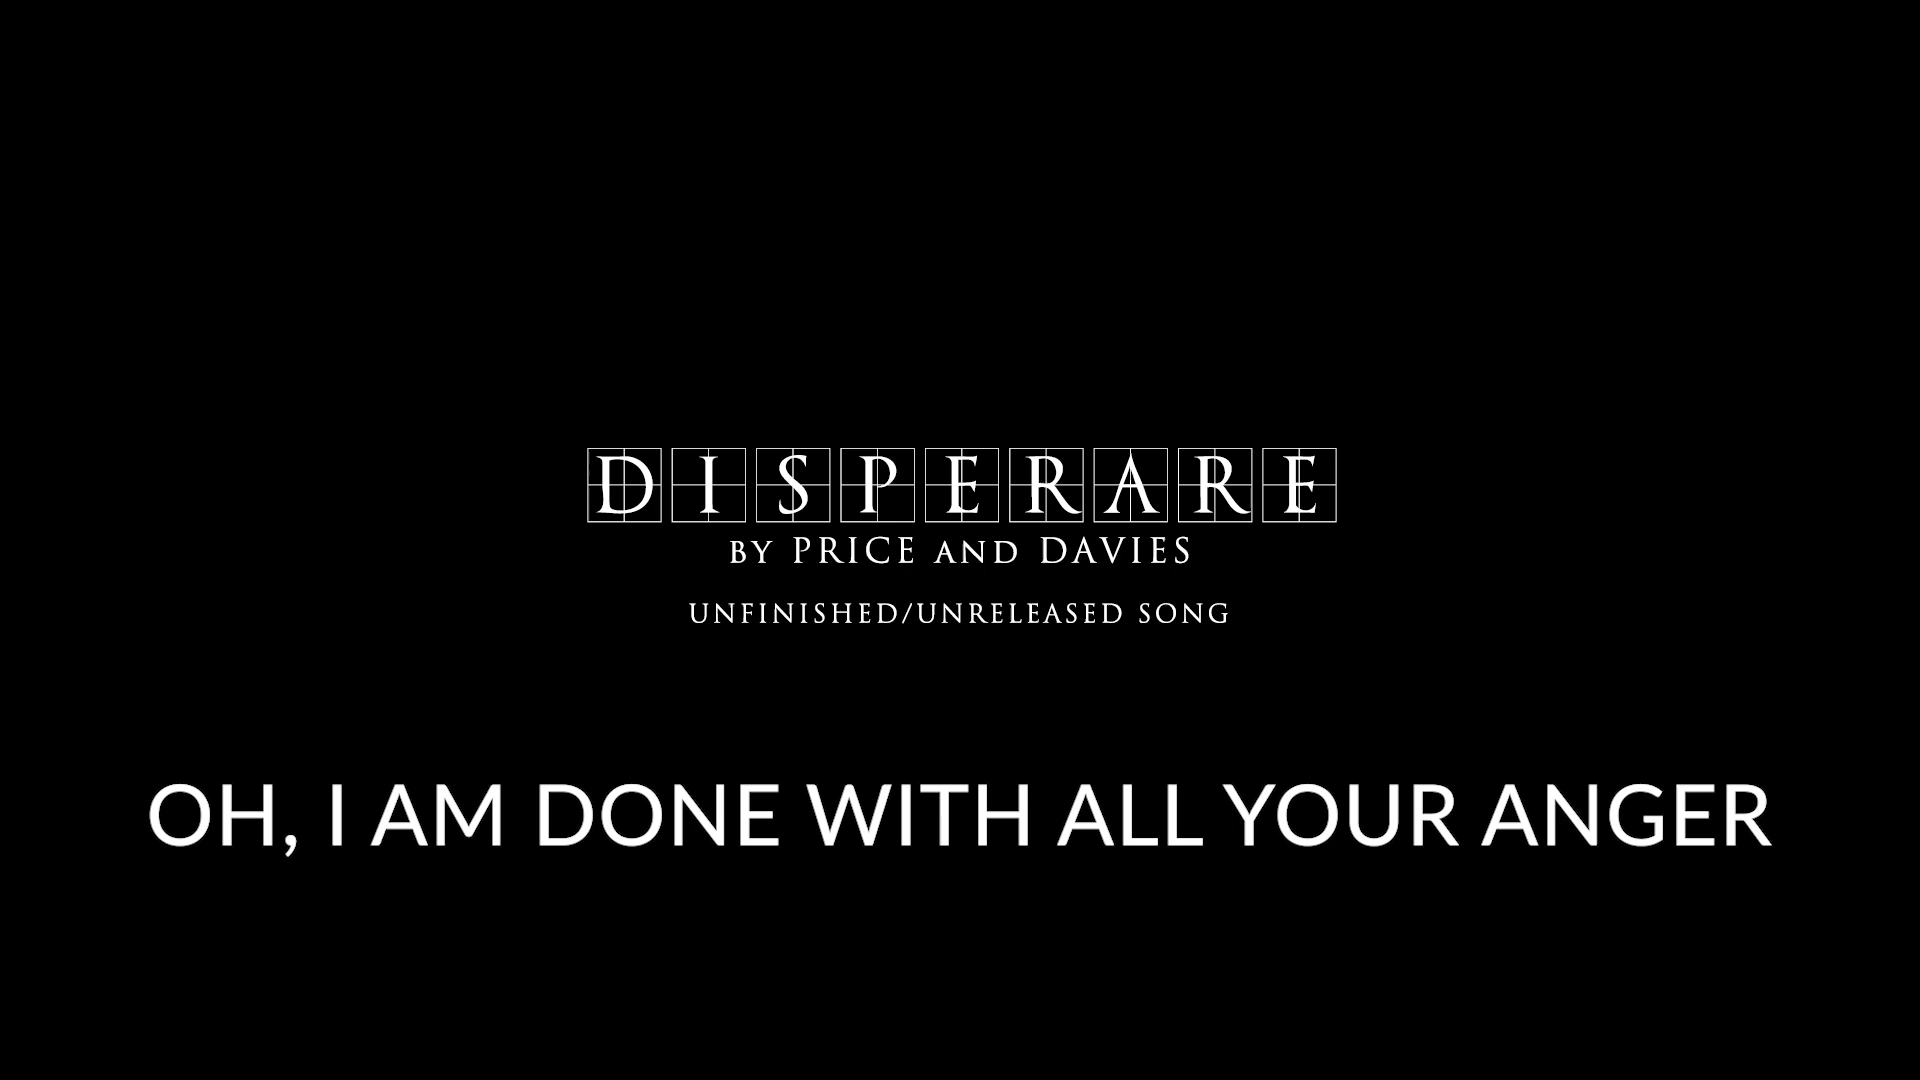 DISPERARE
BY PRICE AND DAVIES
UNFINISHED/UNRELEASED SONG
OH, I AM DONE WITH ALL YOUR ANGER